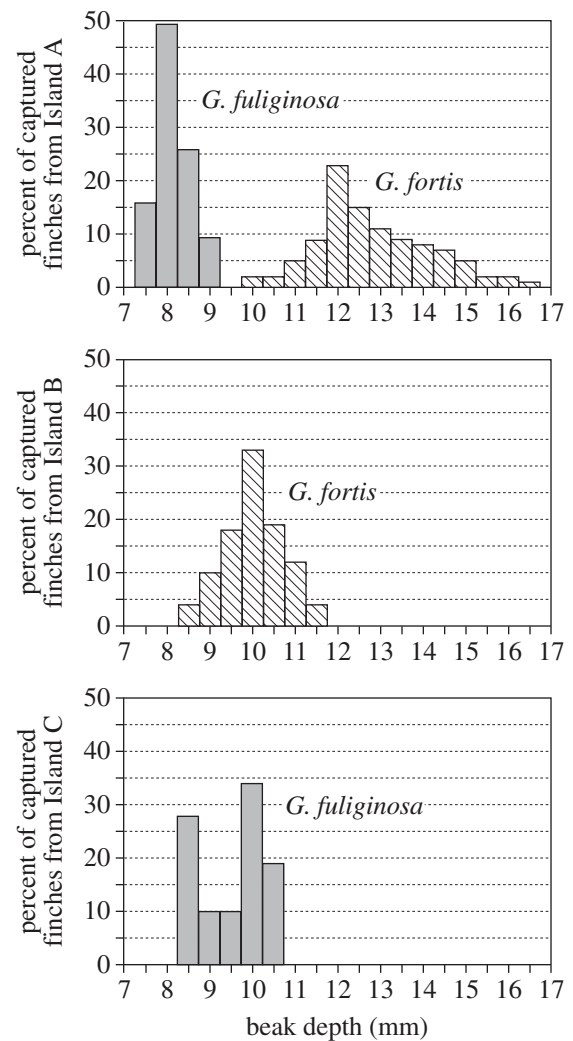 percent of captured
finches from Island A
50
40
30
20
10
0
G. fuliginosa
G. fortis
7 8 9 10 11 12 13 14 15 16 17
percent of captured
finches from Island B
50
40
30
20
10
0
G. fortis
7 8 9 10 11 12 13 14 15 16 17
percent of captured
finches from Island C
50
40
30
20
10
0
G. fuliginosa
7 8 9 10 11 12 13 14 15 16 17
beak depth (mm)